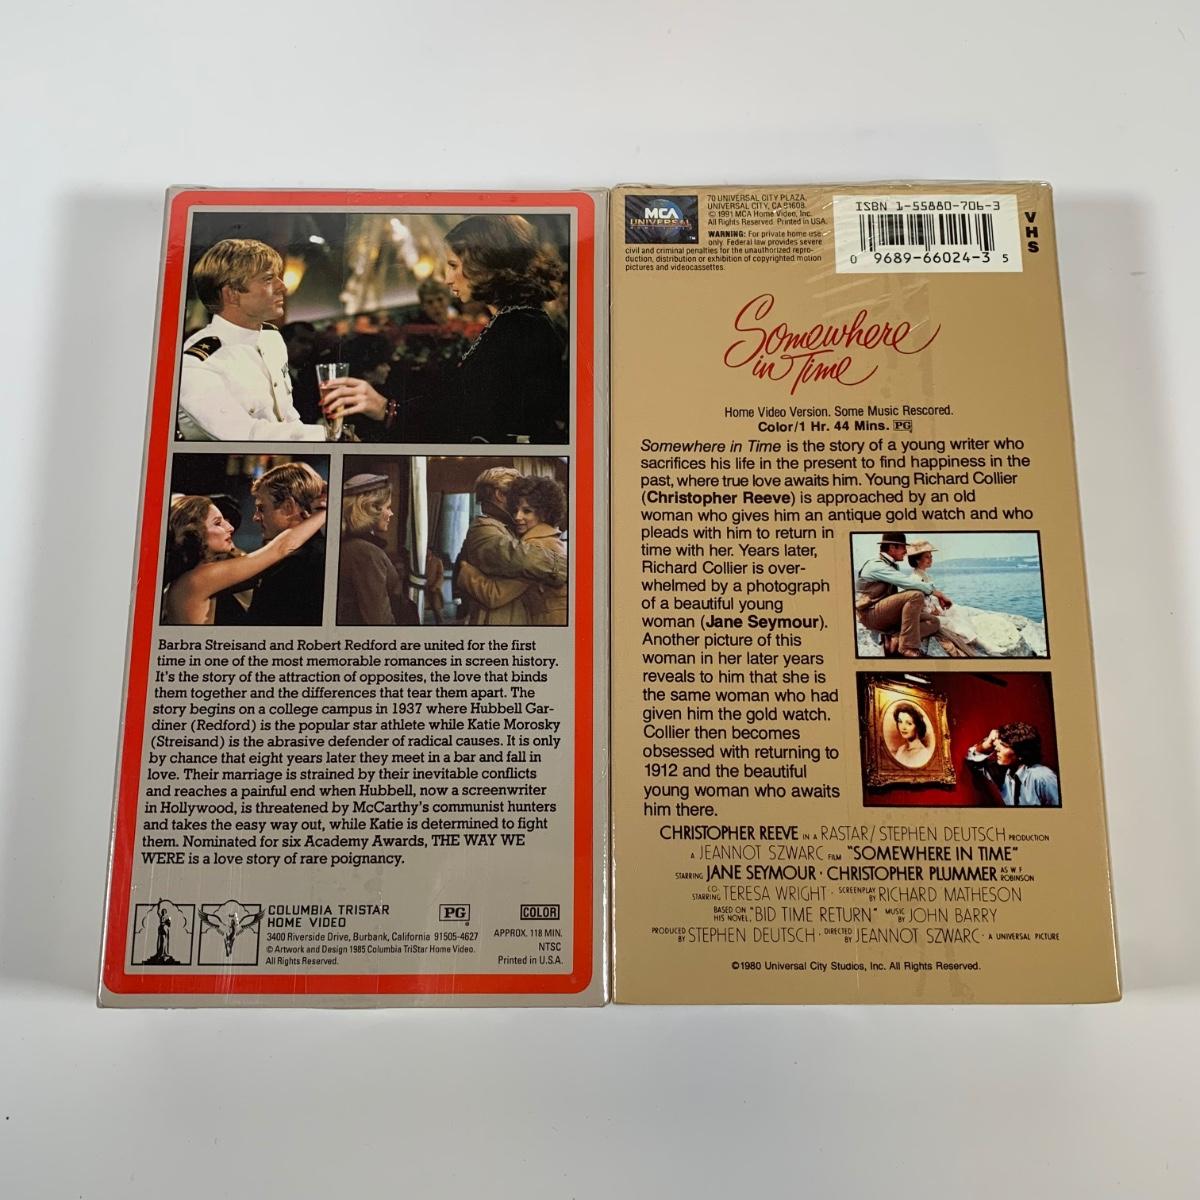 Barbra Streisand and Robert Redford are united for the first
time in one of the most memorable romances in screen history.
It's the story of the attraction of opposites, the love that binds
them together and the differences that tear them apart. The
story begins on a college campus in 1937 where Hubbell Gar-
diner (Redford) is the popular star athlete while Katie Morosky
(Streisand) is the abrasive defender of radical causes. It is only
by chance that eight years later they meet in a bar and fall in
love. Their marriage is strained by their inevitable conflicts
and reaches a painful end when Hubbell, now a screenwriter
in Hollywood, is threatened by McCarthy's communist hunters
and takes the easy way out, while Katie is determined to fight
them. Nominated for six Academy Awards, THE WAY WE
WERE is a love story of rare poignancy.
COLUMBIA TRISTAR
HOME VIDEO
PG
COLOR
3400 Riverside Drive, Burbank, California 91505-4627
© Artwork and Design 1985 Columbia TriStar Home Video.
All Rights Reserved.
APPROX. 118 MIN.
NTSC
Printed in U.S.A.
MCA
UNIVERSAL
70 UNIVERSAL CITY PLAZA,
UNIVERSAL CITY, CA 91608.
© 1991 MCA Home Video, Inc.
All Rights Reserved. Printed in USA.
WARNING: For private home use
only. Federal law provides severe
civil and criminal penalties for the unauthorized repro-
duction, distribution or exhibition of copyrighted motion
pictures and videocassettes.
ISBN 1-55880-706-3
0 9689-66024-3 5
VHS
Somewhere
in Time
Home Video Version. Some Music Rescored.
Color/1 Hr. 44 Mins. PG
Somewhere in Time is the story of a young writer who
sacrifices his life in the present to find happiness in the
past, where true love awaits him. Young Richard Collier
(Christopher Reeve) is approached by an old
woman who gives him an antique gold watch and who
pleads with him to return in
time with her. Years later,
Richard Collier is over-
whelmed by a photograph
of a beautiful young
woman (Jane Seymour).
Another picture of this
woman in her later years
reveals to him that she is
the same woman who had
given him the gold watch.
Collier then becomes
obsessed with returning to
1912 and the beautiful
young woman who awaits
him there.
CHRISTOPHER REEVE IN A RASTAR/STEPHEN DEUTSCH PRODUCTION
A JEANNOT SZWARC FILM "SOMEWHERE IN TIME"
STARRING JANE SEYMOUR · CHRISTOPHER PLUMMER AS W.F. ROBINSON
CO-STARRING TERESA WRIGHT · SCREENPLAY BY RICHARD MATHESON
BASED ON HIS NOVEL, "BID TIME RETURN" MUSIC BY JOHN BARRY
PRODUCED BY STEPHEN DEUTSCH · DIRECTED BY JEANNOT SZWARC · A UNIVERSAL PICTURE
©1980 Universal City Studios, Inc. All Rights Reserved.